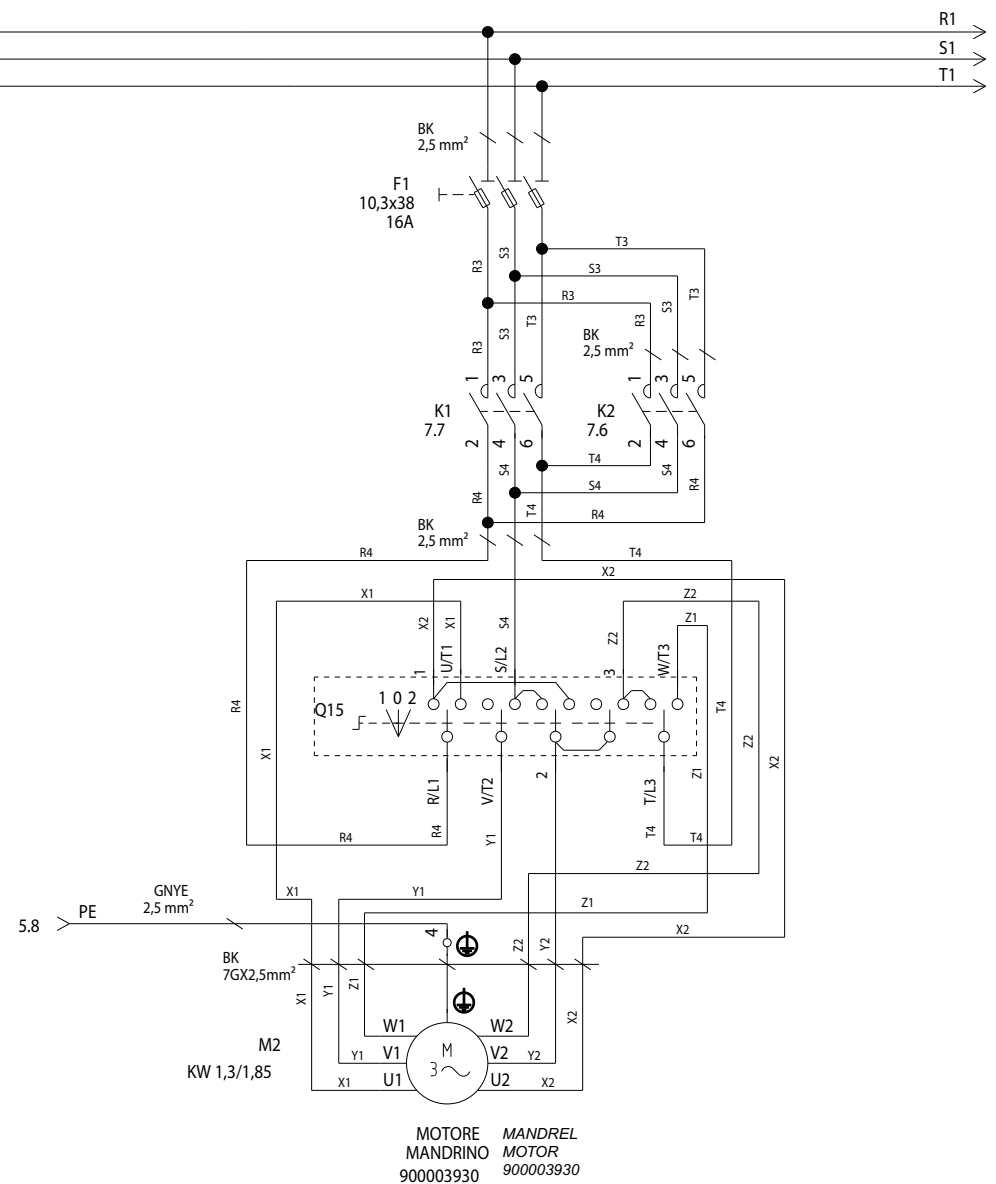 R1
S1
T1
BK
2,5 mm²
F1
10,3x38
16A
T3
S3
R3
R3
S3
T3
R3
S3
T3
BK
2,5 mm²
R3
S3
T3
1 3 5
K1
7.7
2 4 6
1 3 5
K2
7.6
2 4 6
T4
S4
R4
S4
R4
S4
R4
T4
BK
2,5 mm²
R4
T4
X2
X1
Z2
Z1
X2
X1
S4
Z2
1
U/T1
S/L2
3
W/T3
Q15
1 0 2
R4
X1
T4
Z2
X2
Z1
R/L1
V/T2
2
T/L3
R4
R4
Y1
T4
T4
Z2
X1
Y1
Z1
X2
GNYE
2,5 mm²
5.8
PE
4
BK
7GX2,5mm²
X1
Y1
Z1
Z2
Y2
X2
W1
W2
M2
KW 1,3/1,85
Y1
V1
M
3
V2
Y2
X1
U1
U2
X2
MOTORE
MANDRINO
900003930
MANDREL
MOTOR
900003930